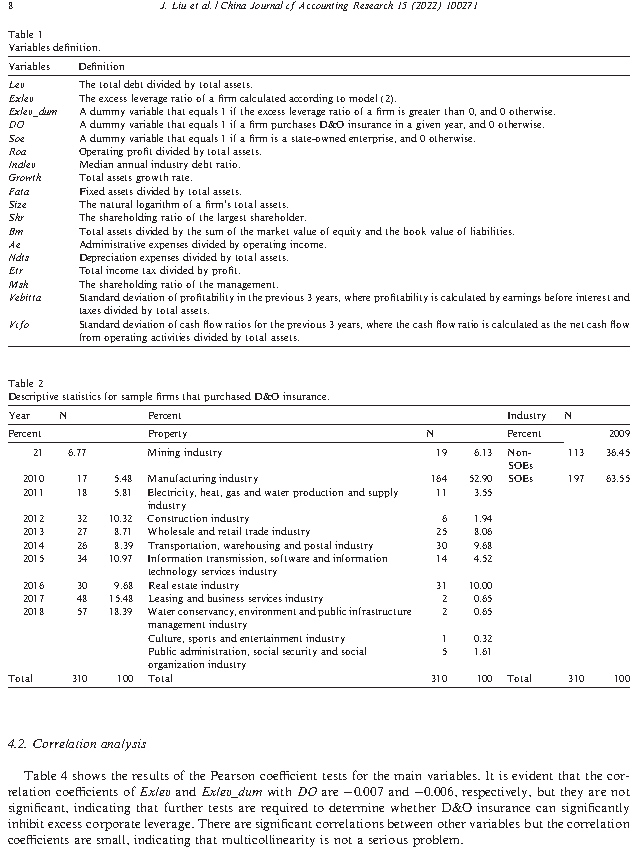 8
J. Liu et al. / China Journal of Accounting Research 15 (2022) 100271
Table 1
Variables definition.
Variables Definition
Lev The total debt divided by total assets.
Exlev The excess leverage ratio of a firm calculated according to model (2).
Exlev_dum A dummy variable that equals 1 if the excess leverage ratio of a firm is greater than 0, and 0 otherwise.
DO A dummy variable that equals 1 if a firm purchases D&O insurance in a given year, and 0 otherwise.
Soe A dummy variable that equals 1 if a firm is a state-owned enterprise, and 0 otherwise.
Roa Operating profit divided by total assets.
Indlev Median annual industry debt ratio.
Growth Total assets growth rate.
Fata Fixed assets divided by total assets.
Size The natural logarithm of a firm's total assets.
Shr The shareholding ratio of the largest shareholder.
Bm Total assets divided by the sum of the market value of equity and the book value of liabilities.
Ae Administrative expenses divided by operating income.
Ndts Depreciation expenses divided by total assets.
Etr Total income tax divided by profit.
Msh The shareholding ratio of the management.
Vebitta Standard deviation of profitability in the previous 3 years, where profitability is calculated by earnings before interest and
taxes divided by total assets.
Vcfo Standard deviation of cash flow ratios for the previous 3 years, where the cash flow ratio is calculated as the net cash flow
from operating activities divided by total assets.
Table 2
Descriptive statistics for sample firms that purchased D&O insurance.
Year N Percent Industry N
Percent Property N Percent 2009
21 6.77 Mining industry 19 6.13 Non- 113 36.45
SOEs
2010 17 5.48 Manufacturing industry 164 52.90 SOEs 197 63.55
2011 18 5.81 Electricity, heat, gas and water production and supply 11 3.55
industry
2012 32 10.32 Construction industry 6 1.94
2013 27 8.71 Wholesale and retail trade industry 25 8.06
2014 26 8.39 Transportation, warehousing and postal industry 30 9.68
2015 34 10.97 Information transmission, software and information 14 4.52
technology services industry
2016 30 9.68 Real estate industry 31 10.00
2017 48 15.48 Leasing and business services industry 2 0.65
2018 57 18.39 Water conservancy, environment and public infrastructure 2 0.65
management industry
Culture, sports and entertainment industry 1 0.32
Public administration, social security and social 5 1.61
organization industry
Total 310 100 Total 310 100 Total 310 100
4.2. Correlation analysis
Table 4 shows the results of the Pearson coefficient tests for the main variables. It is evident that the cor-
relation coefficients of Exlev and Exlev_dum with DO are −0.007 and −0.006, respectively, but they are not
significant, indicating that further tests are required to determine whether D&O insurance can significantly
inhibit excess corporate leverage. There are significant correlations between other variables but the correlation
coefficients are small, indicating that multicollinearity is not a serious problem.